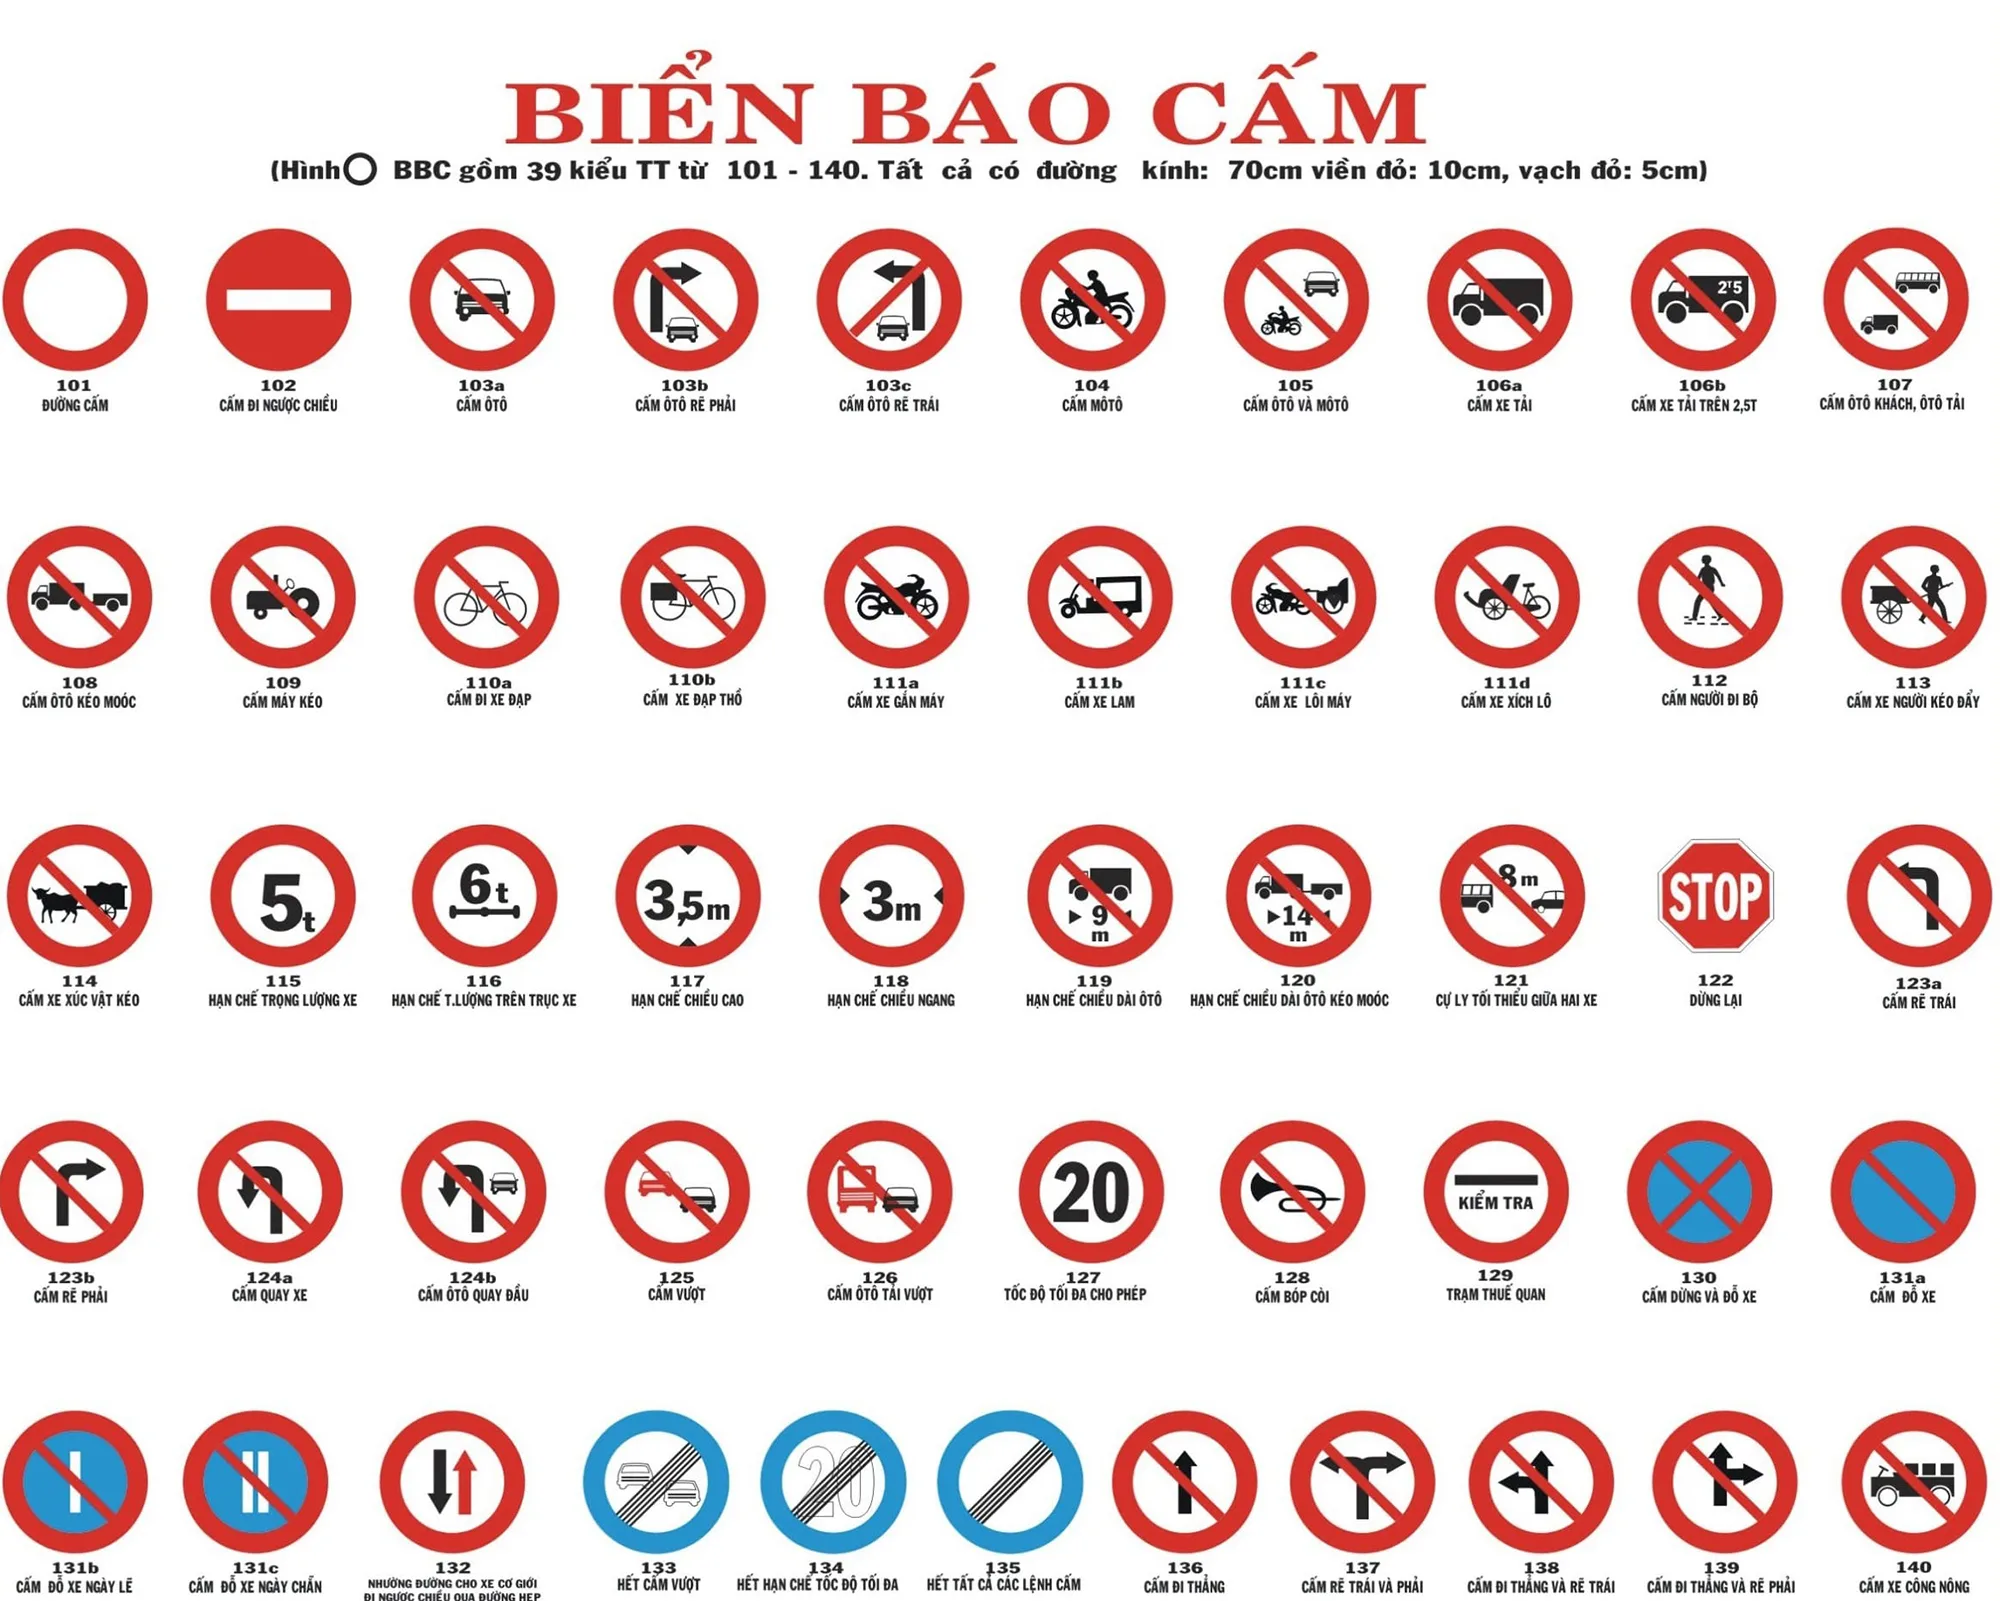 BIỂN BÁO CẤM
(Hình BBC gồm 39 kiểu TT từ 101 - 140. Tất cả có đường kính: 70cm viền đỏ: 10cm, vạch đỏ: 5cm)
2T5
101
ĐƯỜNG CẤM
102
CẤM ĐI NGƯỢC CHIỀU
103a
CẤM ÔTÔ
103b
CẤM ÔTÔ RẼ PHẢI
103c
CẤM ÔTÔ RẼ TRÁI
104
CẤM MÔTÔ
105
CẤM ÔTÔ VÀ MÔTÔ
106a
CẤM XE TẢI
106b
CẤM XE TẢI TRÊN 2,5T
107
CẤM ÔTÔ KHÁCH, ÔTÔ TẢI
108
CẤM ÔTÔ KÉO MOÓC
109
CẤM MÁY KÉO
110a
CẤM ĐI XE ĐẠP
110b
CẤM XE ĐẠP THỒ
111a
CẤM XE GẮN MÁY
111b
CẤM XE LAM
111c
CẤM XE LÔI MÁY
111d
CẤM XE XÍCH LÔ
112
CẤM NGƯỜI ĐI BỘ
113
CẤM XE NGƯỜI KÉO ĐẨY
114
CẤM XE XÚC VẬT KÉO
5t
115
HẠN CHẾ TRỌNG LƯỢNG XE
6t
116
HẠN CHẾ T.LƯỢNG TRÊN TRỤC XE
3,5m
117
HẠN CHẾ CHIỀU CAO
3m
118
HẠN CHẾ CHIỀU NGANG
9
m
119
HẠN CHẾ CHIỀU DÀI ÔTÔ
14
m
120
HẠN CHẾ CHIỀU DÀI ÔTÔ KÉO MOÓC
8m
121
CỰ LY TỐI THIỂU GIỮA HAI XE
STOP
122
DỪNG LẠI
123a
CẤM RẼ TRÁI
123b
CẤM RẼ PHẢI
124a
CẤM QUAY XE
124b
CẤM ÔTÔ QUAY ĐẦU
125
CẤM VƯỢT
126
CẤM ÔTÔ TẢI VƯỢT
20
127
TỐC ĐỘ TỐI ĐA CHO PHÉP
128
CẤM BÓP CÒI
KIỂM TRA
129
TRẠM THUẾ QUAN
130
CẤM DỪNG VÀ ĐỖ XE
131a
CẤM ĐỖ XE
131b
CẤM ĐỖ XE NGÀY LẺ
131c
CẤM ĐỖ XE NGÀY CHẴN
132
NHƯỜNG ĐƯỜNG CHO XE CƠ GIỚI
ĐI NGƯỢC CHIỀU QUA ĐƯỜNG HẸP
133
HẾT CẤM VƯỢT
20
134
HẾT HẠN CHẾ TỐC ĐỘ TỐI ĐA
135
HẾT TẤT CẢ CÁC LỆNH CẤM
136
CẤM ĐI THẲNG
137
CẤM RẼ TRÁI VÀ PHẢI
138
CẤM ĐI THẲNG VÀ RẼ TRÁI
139
CẤM ĐI THẲNG VÀ RẼ PHẢI
140
CẤM XE CÔNG NÔNG